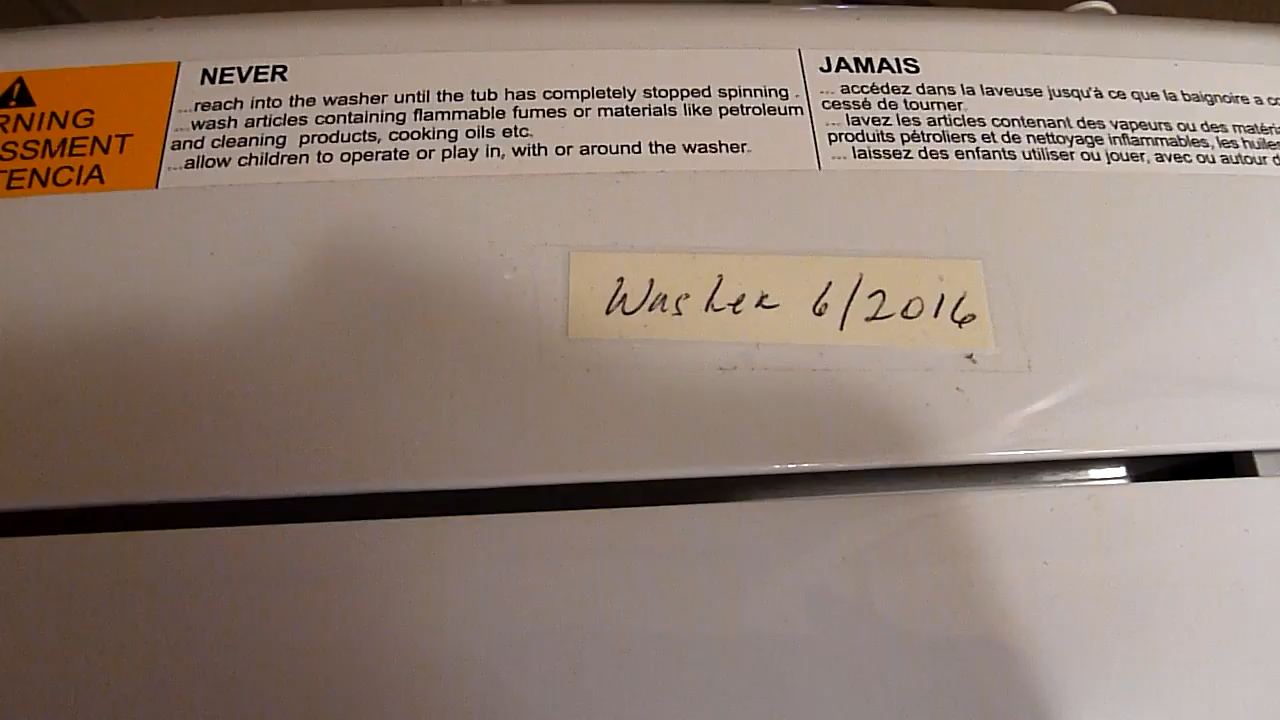 RNING
SSMENT
TENCIA
NEVER
...reach into the washer until the tub has completely stopped spinning .
...wash articles containing flammable fumes or materials like petroleum
and cleaning products, cooking oils etc.
...allow children to operate or play in, with or around the washer.
JAMAIS
... accédez dans la laveuse jusqu'à ce que la baignoire a
cessé de tourner.
... lavez les articles contenant des vapeurs ou des
produits pétroliers et de nettoyage inflammables, les
... laissez des enfants utiliser ou jouer, avec ou autour
Washer 6/2016